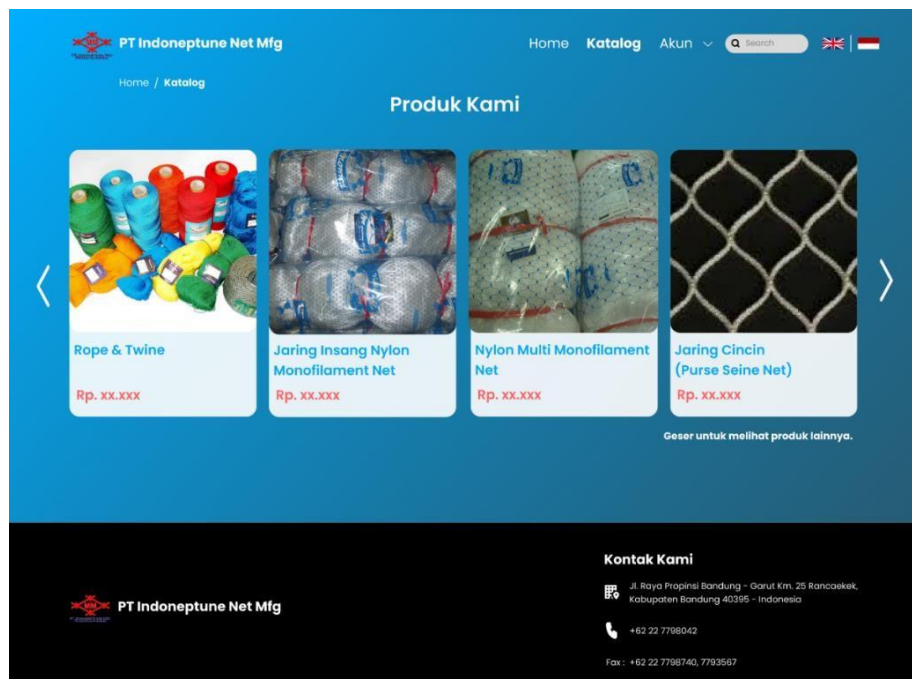 PT Indoneptune Net Mfg
Home Katalog Akun Search
Home / Katalog
Produk Kami
Rope & Twine
Rp. xx.xxx
Jaring Insang Nylon
Monofilament Net
Rp. xx.xxx
Nylon Multi Monofilament
Net
Rp. xx.xxx
Jaring Cincin
(Purse Seine Net)
Rp. xx.xxx
Geser untuk melihat produk lainnya.
MM
PT Indoneptune Net Mfg
Kontak Kami
Jl. Raya Propinsi Bandung - Garut Km. 25 Rancaekek,
Kabupaten Bandung 40395 - Indonesia
+62 22 7798042
Fax : +62 22 7798740, 7793567